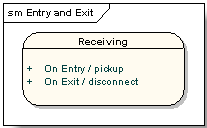 sm Entry and Exit
Receiving
+ On Entry / pickup
+ On Exit / disconnect